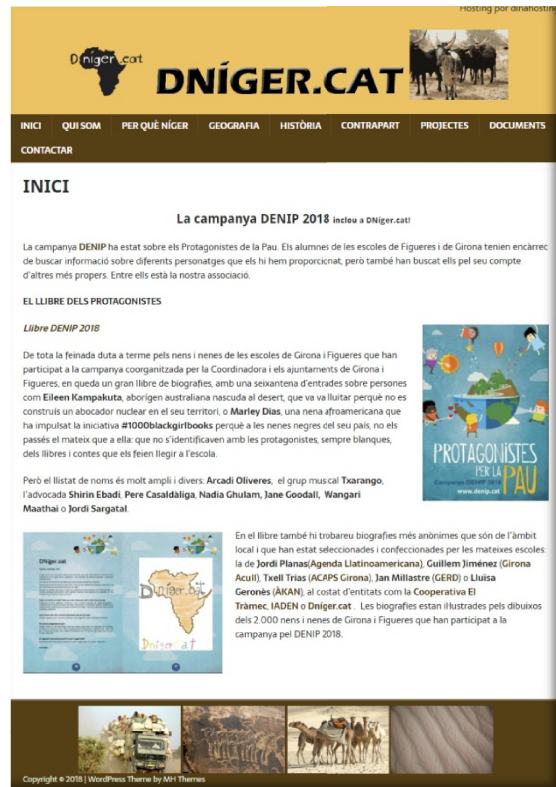 Hosting por dinahosting
Dníger.cat
DNÍGER.CAT
INICI QUI SOM PER QUÈ NÍGER GEOGRAFIA HISTÒRIA CONTRAPART PROJECTES DOCUMENTS
CONTACTAR
INICI
La campanya DENIP 2018 inclou a DNíger.cat!
La campanya DENIP ha estat sobre els Protagonistes de la Pau. Els alumnes de les escoles de Figueres i de Girona tenien encàrrec
de buscar informació sobre diferents personatges que els hi hem proporcionat, però també han buscat ells pel seu compte
d'altres més propers. Entre ells està la nostra associació.
EL LLIBRE DELS PROTAGONISTES
Llibre DENIP 2018
De tota la feinada duta a terme pels nens i nenes de les escoles de Girona i Figueres que han
participat a la campanya coorganitzada per la Coordinadora i els ajuntaments de Girona i
Figueres, en queda un gran llibre de biografies, amb una seixantena d'entrades sobre persones
com Eileen Kampakuta, aborígen australiana nascuda al desert, que va va lluitar perquè no es
construís un abocador nuclear en el seu territori, o Marley Dias, una nena afroamericana que
ha impulsat la iniciativa #1000blackgirlbooks perquè a les nenes negres del seu país, no els
passés el mateix que a ella: que no s'identificaven amb les protagonistes, sempre blanques,
dels llibres i contes que els feien llegir a l'escola.
PROTAGONISTES
PER LA PAU
Campanya DENIP 2018
www.denip.cat
Però el llistat de noms és molt ampli i divers: Arcadi Oliveres, el grup musical Txarango,
l'advocada Shirin Ebadi, Pere Casaldàliga, Nadia Ghulam, Jane Goodall, Wangari
Maathai o Jordi Sargatal.
DNíger.cat
Dníger.cat
Dniger.cat
En el llibre també hi trobareu biografies més anònimes que són de l'àmbit
local i que han estat seleccionades i confeccionades per les mateixes escoles:
la de Jordi Planas(Agenda Llatinoamericana), Guillem Jiménez (Girona
Acull), Txell Trias (ACAPS Girona), Jan Millastre (GERD) o Lluïsa
Geronès (ÀKAN), al costat d'entitats com la Cooperativa El
Tràmec, IADEN o Dníger.cat . Les biografies estan il·lustrades pels dibuixos
dels 2.000 nens i nenes de Girona i Figueres que han participat a la
campanya pel DENIP 2018.
Copyright © 2018 | WordPress Theme by MH Themes